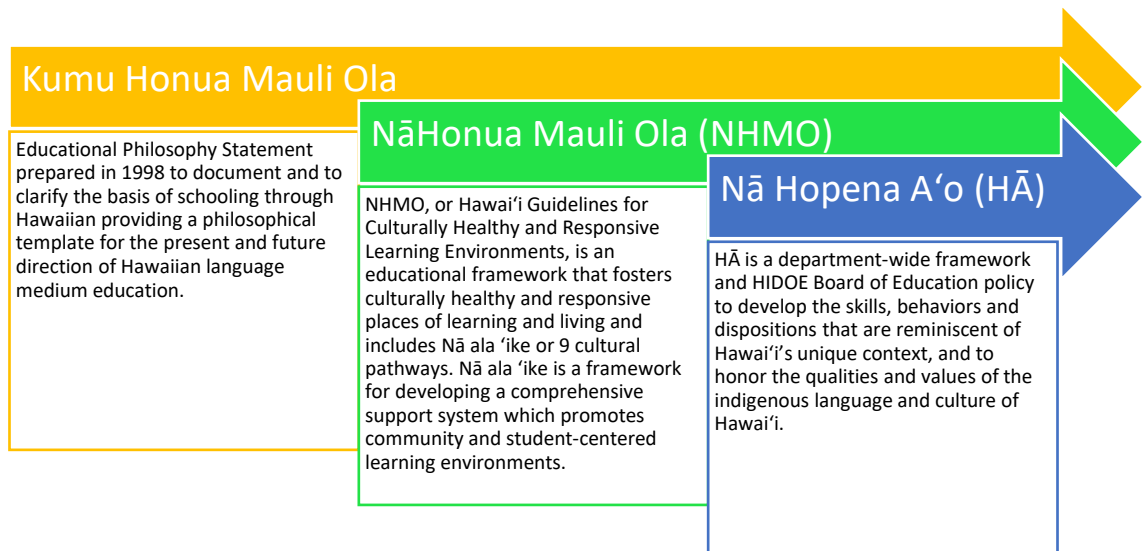 Kumu Honua Mauli Ola
Educational Philosophy Statement
prepared in 1998 to document and to
clarify the basis of schooling through
Hawaiian providing a philosophical
template for the present and future
direction of Hawaiian language
medium education.
NāHonua Mauli Ola (NHMO)
NHMO, or Hawaiʻi Guidelines for
Culturally Healthy and Responsive
Learning Environments, is an
educational framework that fosters
culturally healthy and responsive
places of learning and living and
includes Nā ala ʻike or 9 cultural
pathways. Nā ala ʻike is a framework
for developing a comprehensive
support system which promotes
community and student-centered
learning environments.
Nā Hopena Aʻo (HĀ)
HĀ is a department-wide framework
and HIDOE Board of Education policy
to develop the skills, behaviors and
dispositions that are reminiscent of
Hawaiʻi’s unique context, and to
honor the qualities and values of the
indigenous language and culture of
Hawaiʻi.